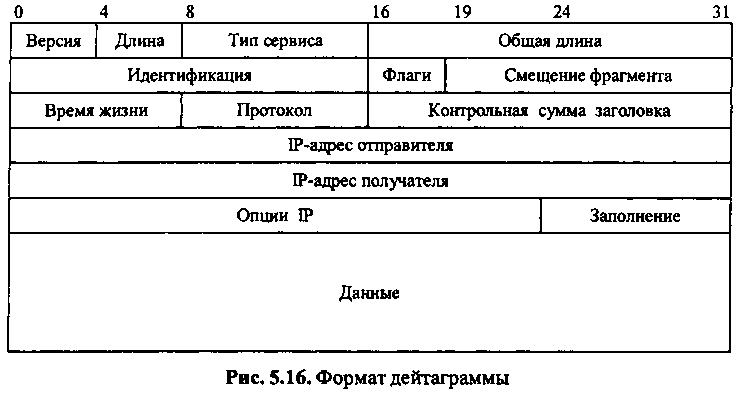 0 4 8 16 19 24 31
Версия Длина Тип сервиса Общая длина
Идентификация Флаги Смещение фрагмента
Время жизни Протокол Контрольная сумма заголовка
IP-адрес отправителя
IP-адрес получателя
Опции IP Заполнение
Данные
Рис. 5.16. Формат дейтаграммы